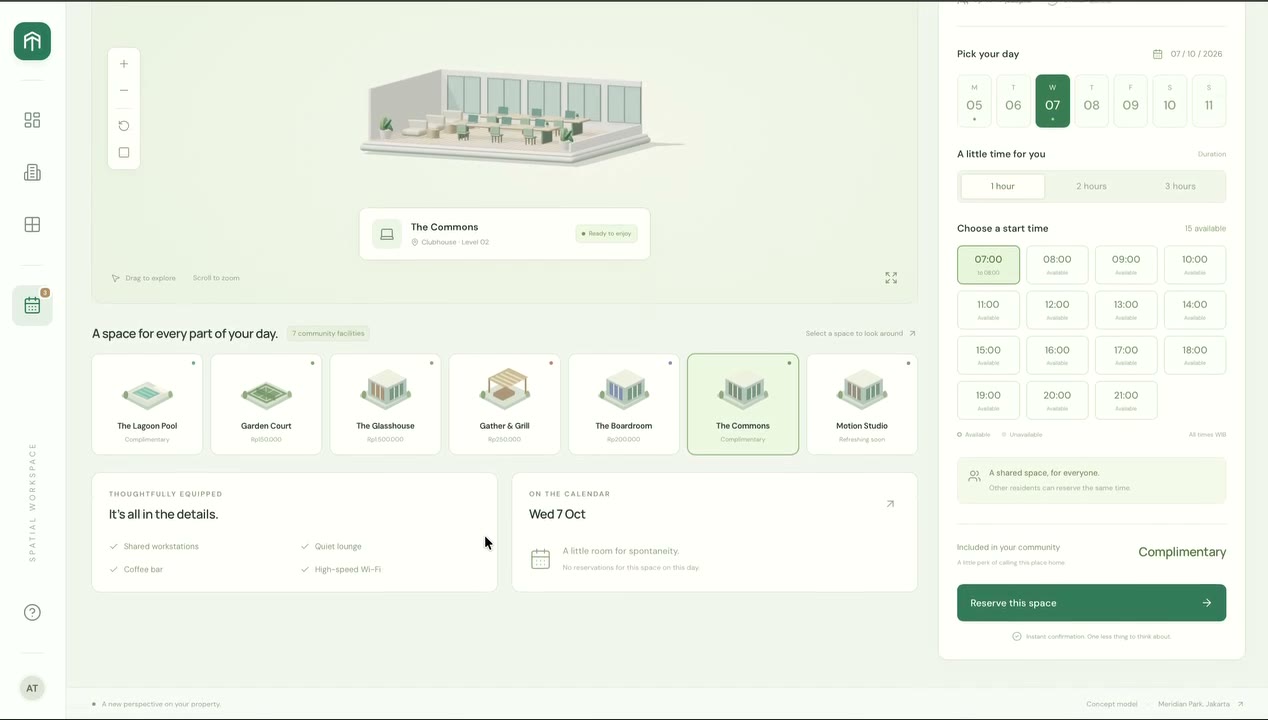 3
SPATIAL WORKSPACE
AT
The Commons
Clubhouse · Level 02
Ready to enjoy
Drag to explore
Scroll to zoom
A space for every part of your day.
7 community facilities
Select a space to look around
The Lagoon Pool
Complimentary
Garden Court
Rp150.000
The Glasshouse
Rp1.500.000
Gather & Grill
Rp350.000
The Boardroom
Rp200.000
The Commons
Complimentary
Motion Studio
Refreshing soon
THOUGHTFULLY EQUIPPED
It's all in the details.
Shared workstations
Quiet lounge
Coffee bar
High-speed Wi-Fi
ON THE CALENDAR
Wed 7 Oct
A little room for spontaneity.
No reservations for this space on this day.
Pick your day
07 / 10 / 2026
M T W T F S S
05 06 07 08 09 10 11
A little time for you
Duration
1 hour
2 hours
3 hours
Choose a start time
15 available
07:00 08:00 09:00 10:00
to 08:00 Available Available Available
11:00 12:00 13:00 14:00
Available Available Available Available
15:00 16:00 17:00 18:00
Available Available Available Available
19:00 20:00 21:00
Available Available Available
Available
Unavailable
All times WIB
A shared space, for everyone.
Other residents can reserve the same time.
Included in your community
A little perk of calling this place home
Complimentary
Reserve this space
Instant confirmation. One less thing to think about.
A new perspective on your property.
Concept model
Meridian Park, Jakarta